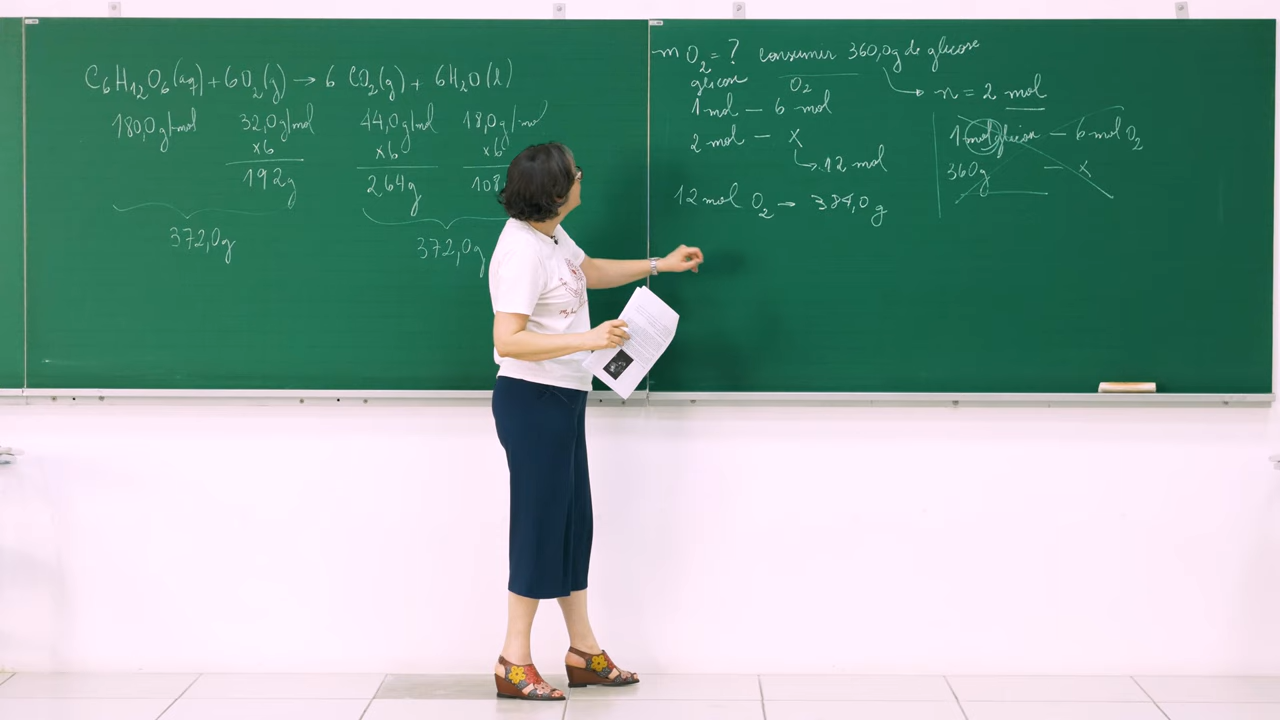 C6H12O6(aq) + 6O2(g) → 6 CO2(g) + 6H2O(l)
180,0g/mol 32,0g/mol 44,0g/mol 18,0g/mol
x6 x6 x6
192g 264g 108
372,0g 372,0g
m O2 = ? consumir 360,0g de glicose
glicose O2
n = 2 mol
1 mol — 6 mol
2 mol — x
12 mol
12 mol O2 → 384,0 g
1 mol glicose — 6 mol O2
360g — x